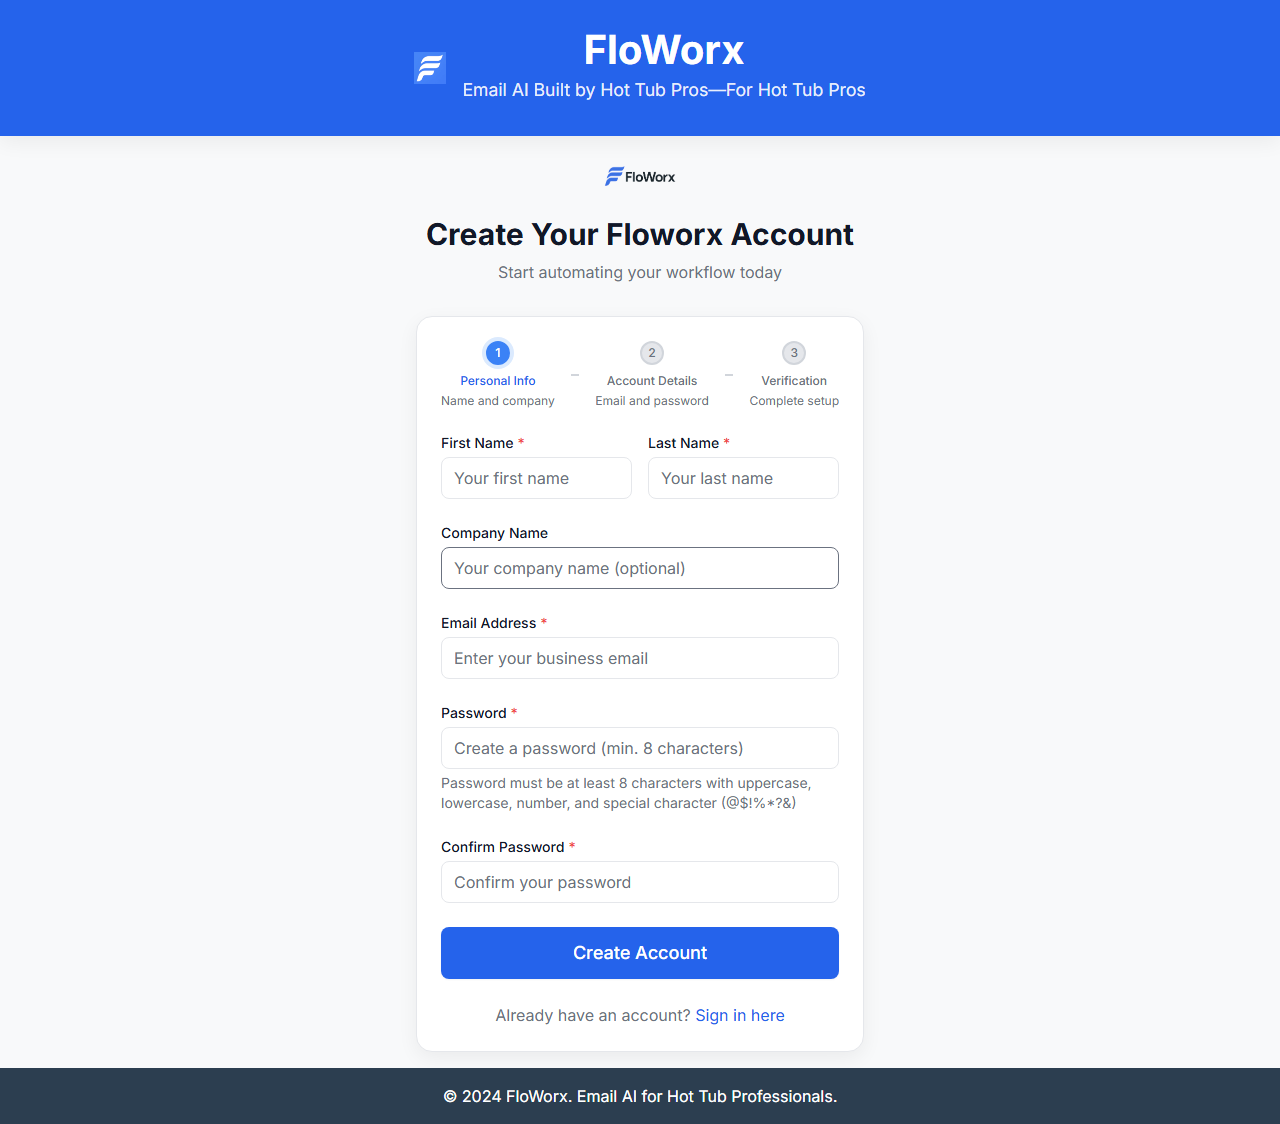 FloWorx
Email AI Built by Hot Tub Pros—For Hot Tub Pros
FloWorx
Create Your Floworx Account
Start automating your workflow today
1
Personal Info
Name and company
2
Account Details
Email and password
3
Verification
Complete setup
First Name *
Last Name *
Your first name
Your last name
Company Name
Your company name (optional)
Email Address *
Enter your business email
Password *
Create a password (min. 8 characters)
Password must be at least 8 characters with uppercase,
lowercase, number, and special character (@$!%*?&)
Confirm Password *
Confirm your password
Create Account
Already have an account? Sign in here
© 2024 FloWorx. Email AI for Hot Tub Professionals.